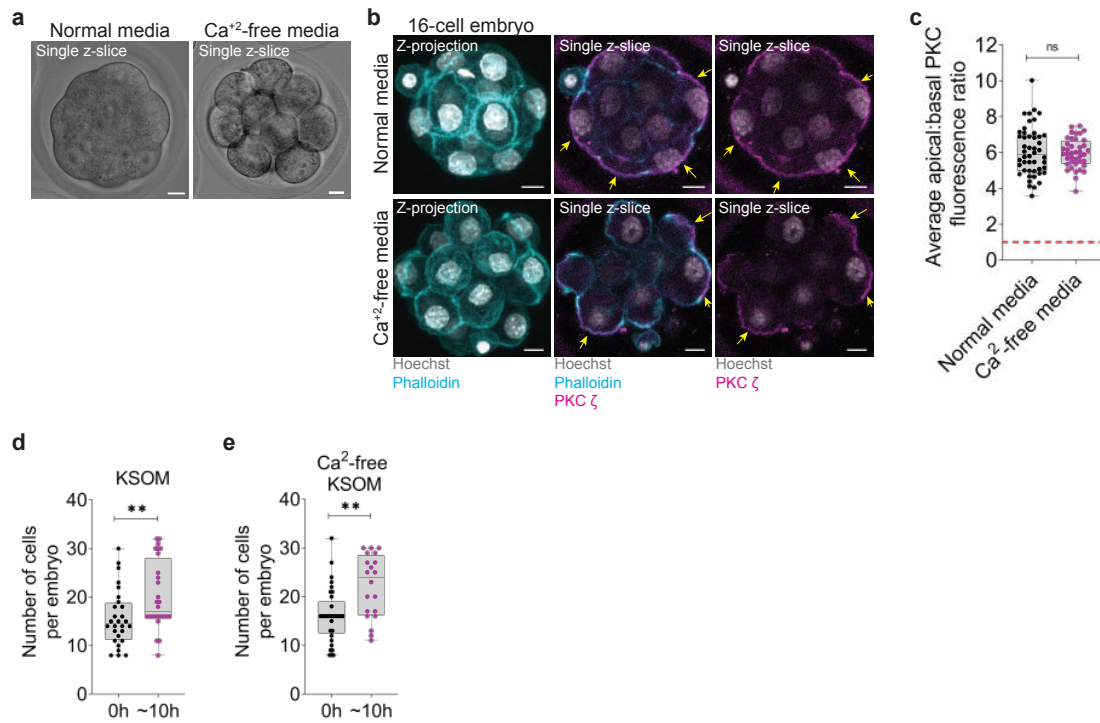 a
Normal media
Ca+2-free media
Single z-slice
Single z-slice
b
16-cell embryo
Z-projection
Single z-slice
Single z-slice
Normal media
Z-projection
Single z-slice
Single z-slice
Ca+2-free media
Hoechst
Phalloidin
Hoechst
Phalloidin
PKC ζ
Hoechst
PKC ζ
c
ns
12
10
8
6
4
2
0
Average apical:basal PKC
fluorescence ratio
Normal media
Ca2-free media
d
KSOM
**
40
30
20
10
0
Number of cells
per embryo
0h ~10h
e
Ca2-free
KSOM
**
40
30
20
10
0
Number of cells
per embryo
0h ~10h